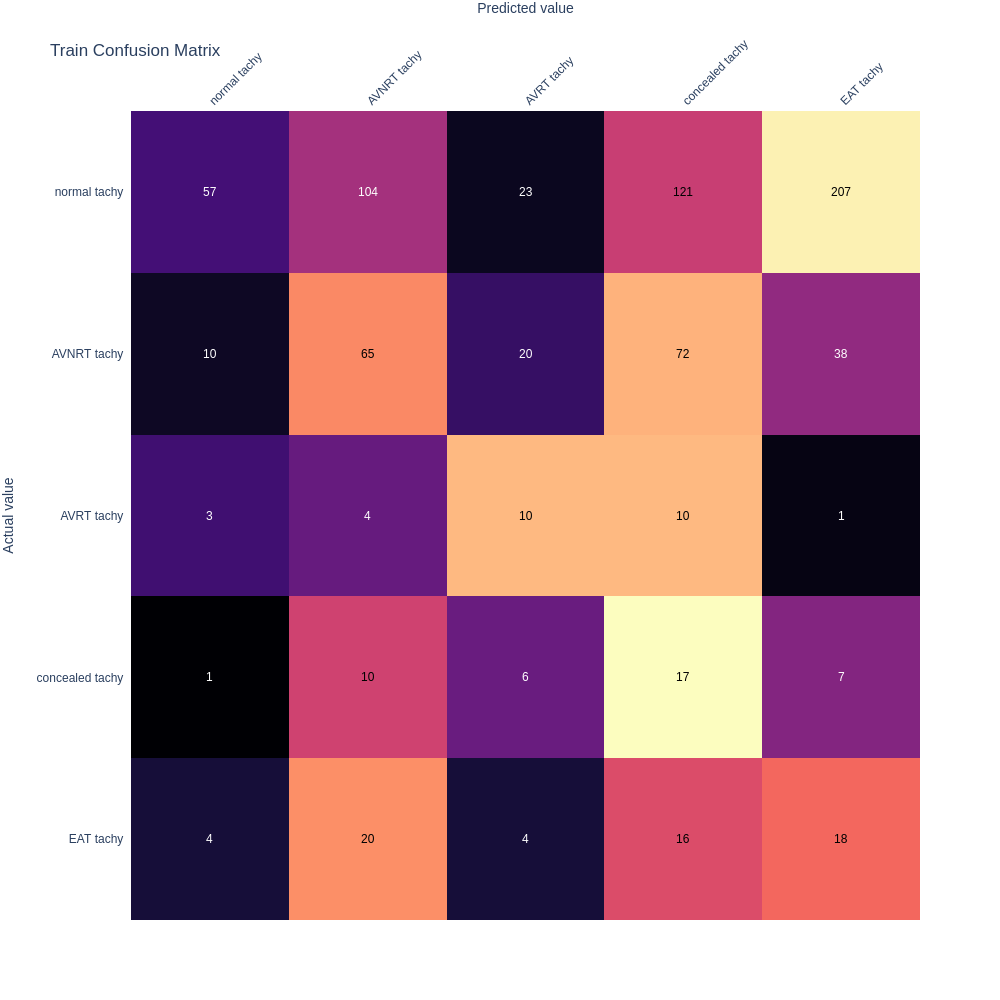 Predicted value
Train Confusion Matrix
normal tachy AVNRT tachy AVRT tachy concealed tachy EAT tachy
Actual value
normal tachy 57 104 23 121 207
AVNRT tachy 10 65 20 72 38
AVRT tachy 3 4 10 10 1
concealed tachy 1 10 6 17 7
EAT tachy 4 20 4 16 18